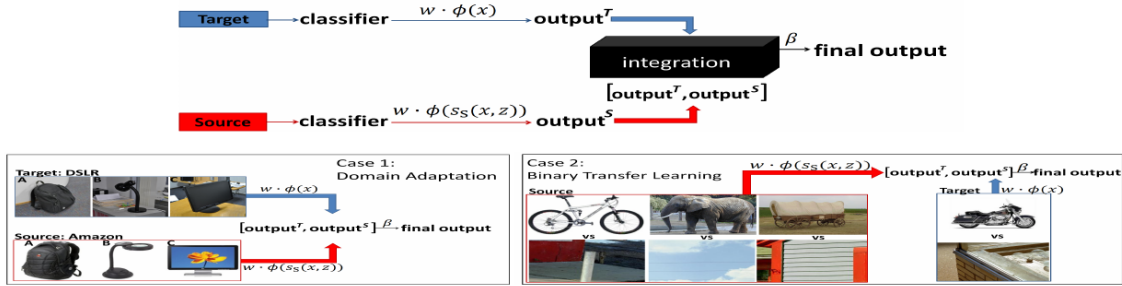 Target classifier w · ϕ(x) output^T
β
integration final output
[output^T, output^S]
Source classifier w · ϕ(s_S(x, z)) output^S
Case 1:
Domain Adaptation
Target: DSLR
A B C
w · ϕ(x)
[output^T, output^S] β final output
Source: Amazon
A B C
w · ϕ(s_S(x, z))
Case 2:
Binary Transfer Learning
w · ϕ(s_S(x, z))
[output^T, output^S] β final output
Source
Target w · ϕ(x)
vs vs vs
vs